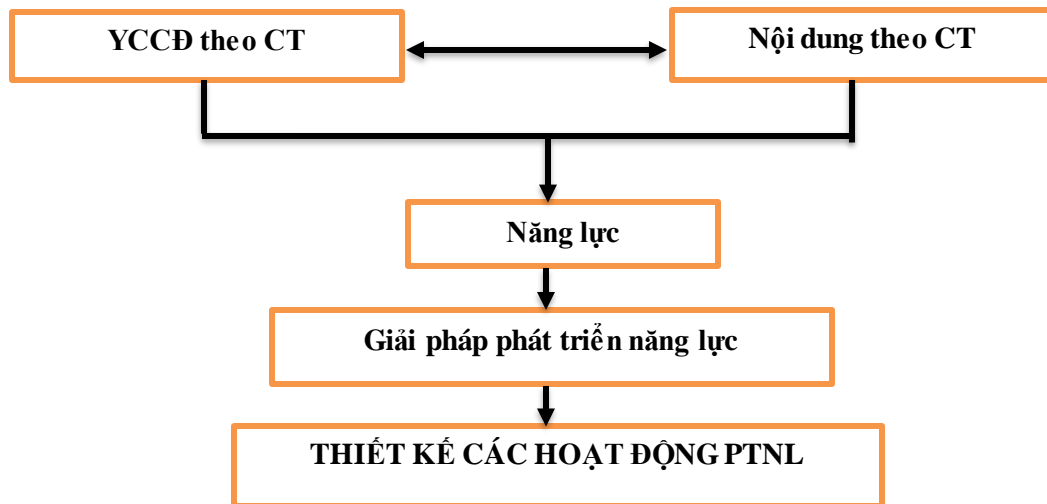 YCCĐ theo CT
Nội dung theo CT
Năng lực
Giải pháp phát triển năng lực
THIẾT KẾ CÁC HOẠT ĐỘNG PTNL